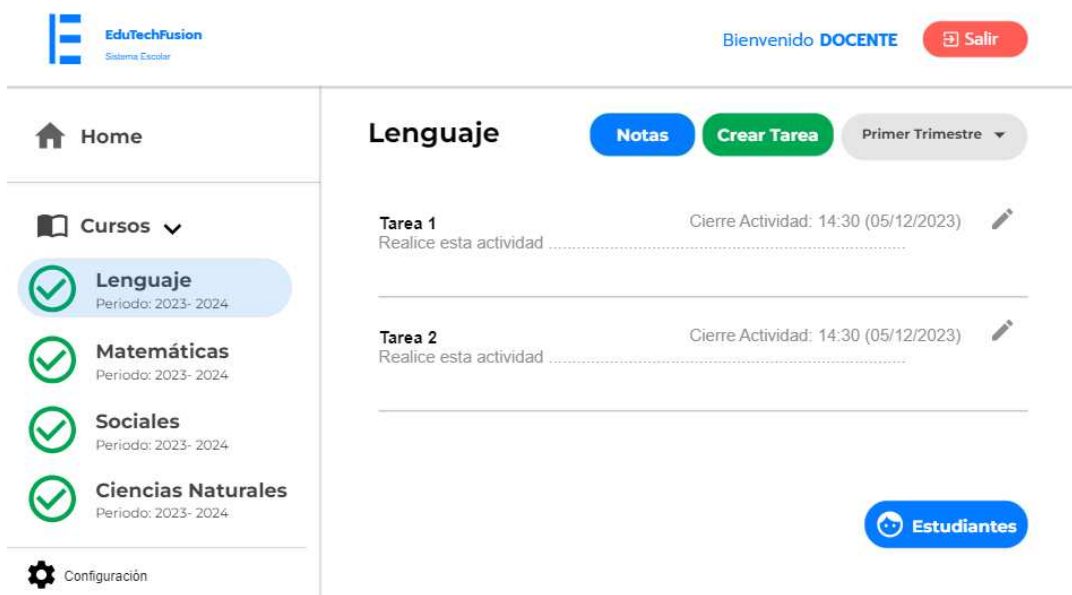 EduTechFusion
Sistema Escolar
Bienvenido DOCENTE
Salir
Home
Cursos
Lenguaje
Periodo: 2023- 2024
Matemáticas
Periodo: 2023- 2024
Sociales
Periodo: 2023- 2024
Ciencias Naturales
Periodo: 2023- 2024
Configuración
Lenguaje
Notas
Crear Tarea
Primer Trimestre
Tarea 1
Cierre Actividad: 14:30 (05/12/2023)
Realice esta actividad ........................................................................................
Tarea 2
Cierre Actividad: 14:30 (05/12/2023)
Realice esta actividad ........................................................................................
Estudiantes